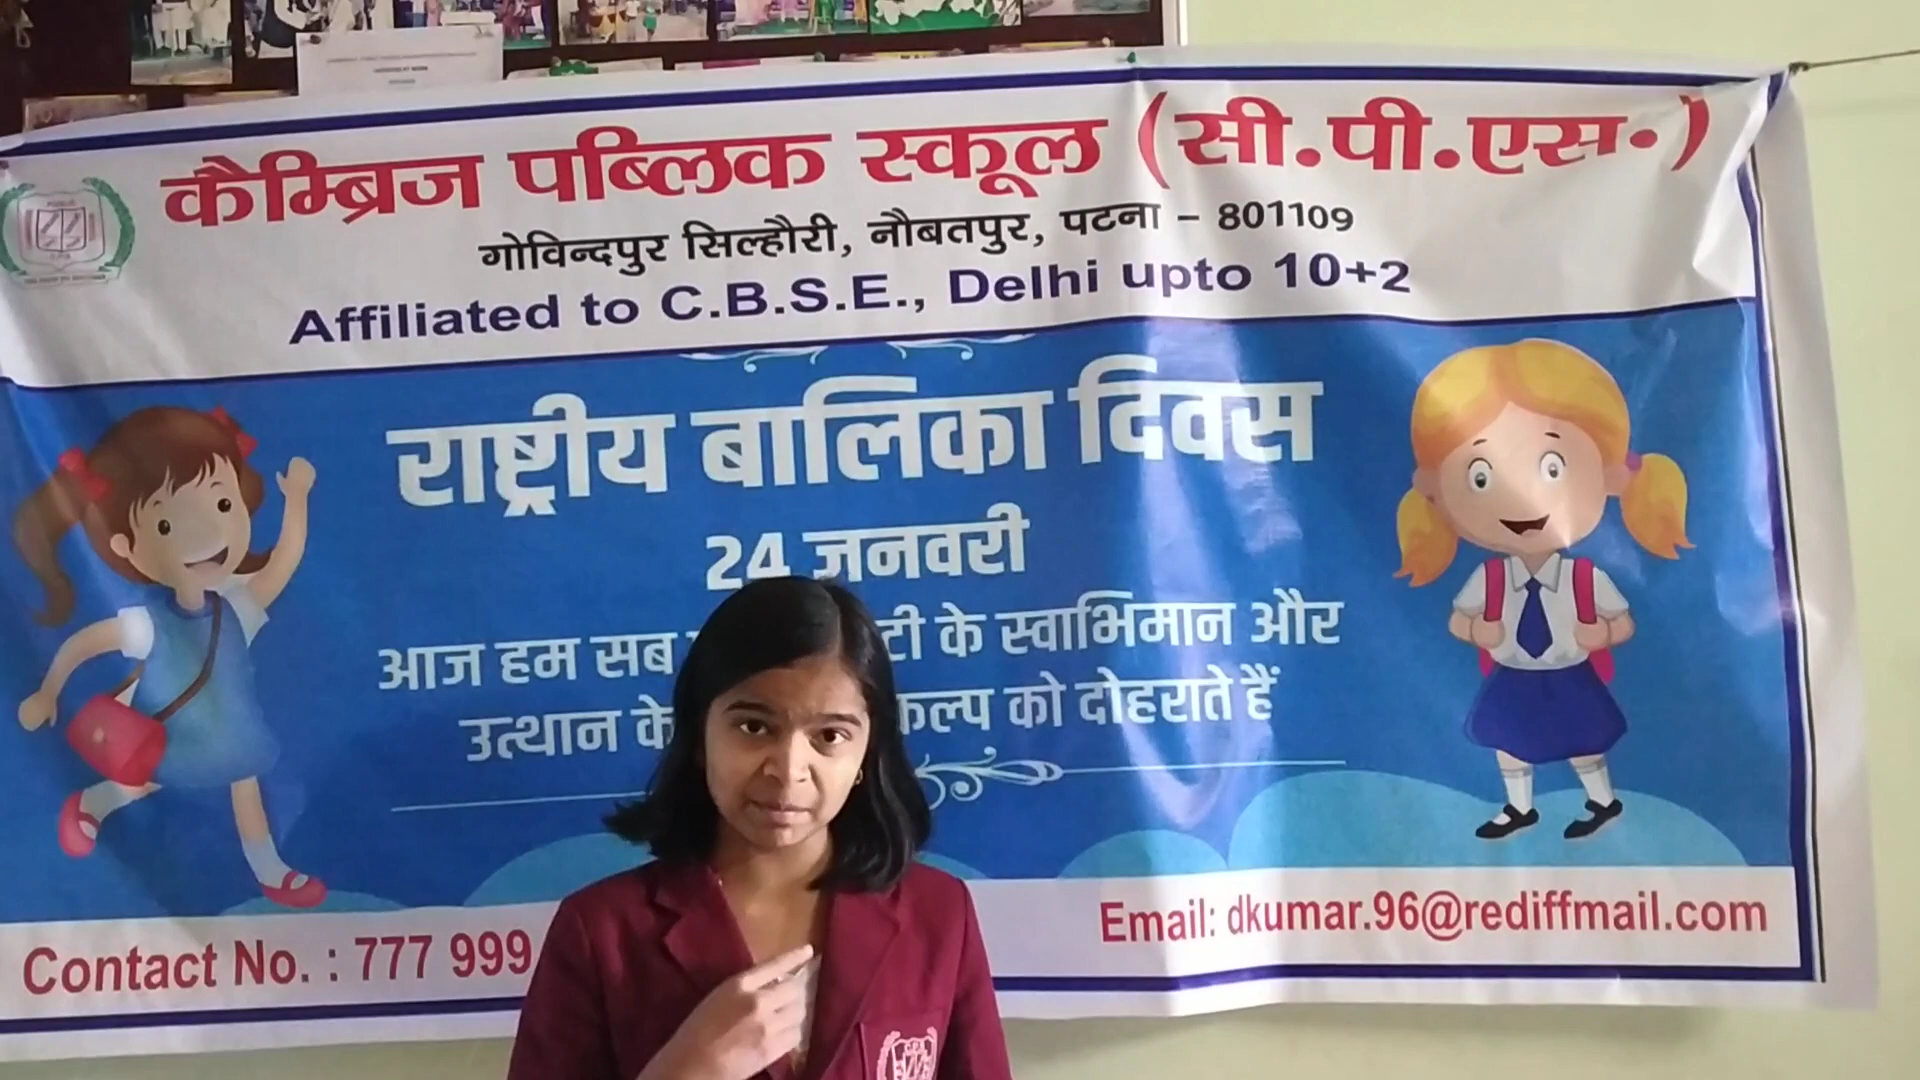 कैम्ब्रिज पब्लिक स्कूल (सी.पी.एस.)
गोविन्दपुर सिल्हौरी, नौबतपुर, पटना – 801109
Affiliated to C.B.S.E., Delhi upto 10+2
राष्ट्रीय बालिका दिवस
24 जनवरी
आज हम सब के स्वाभिमान और
उत्थान के को दोहराते हैं
Contact No. : 777 999
Email: dkumar.96@rediffmail.com